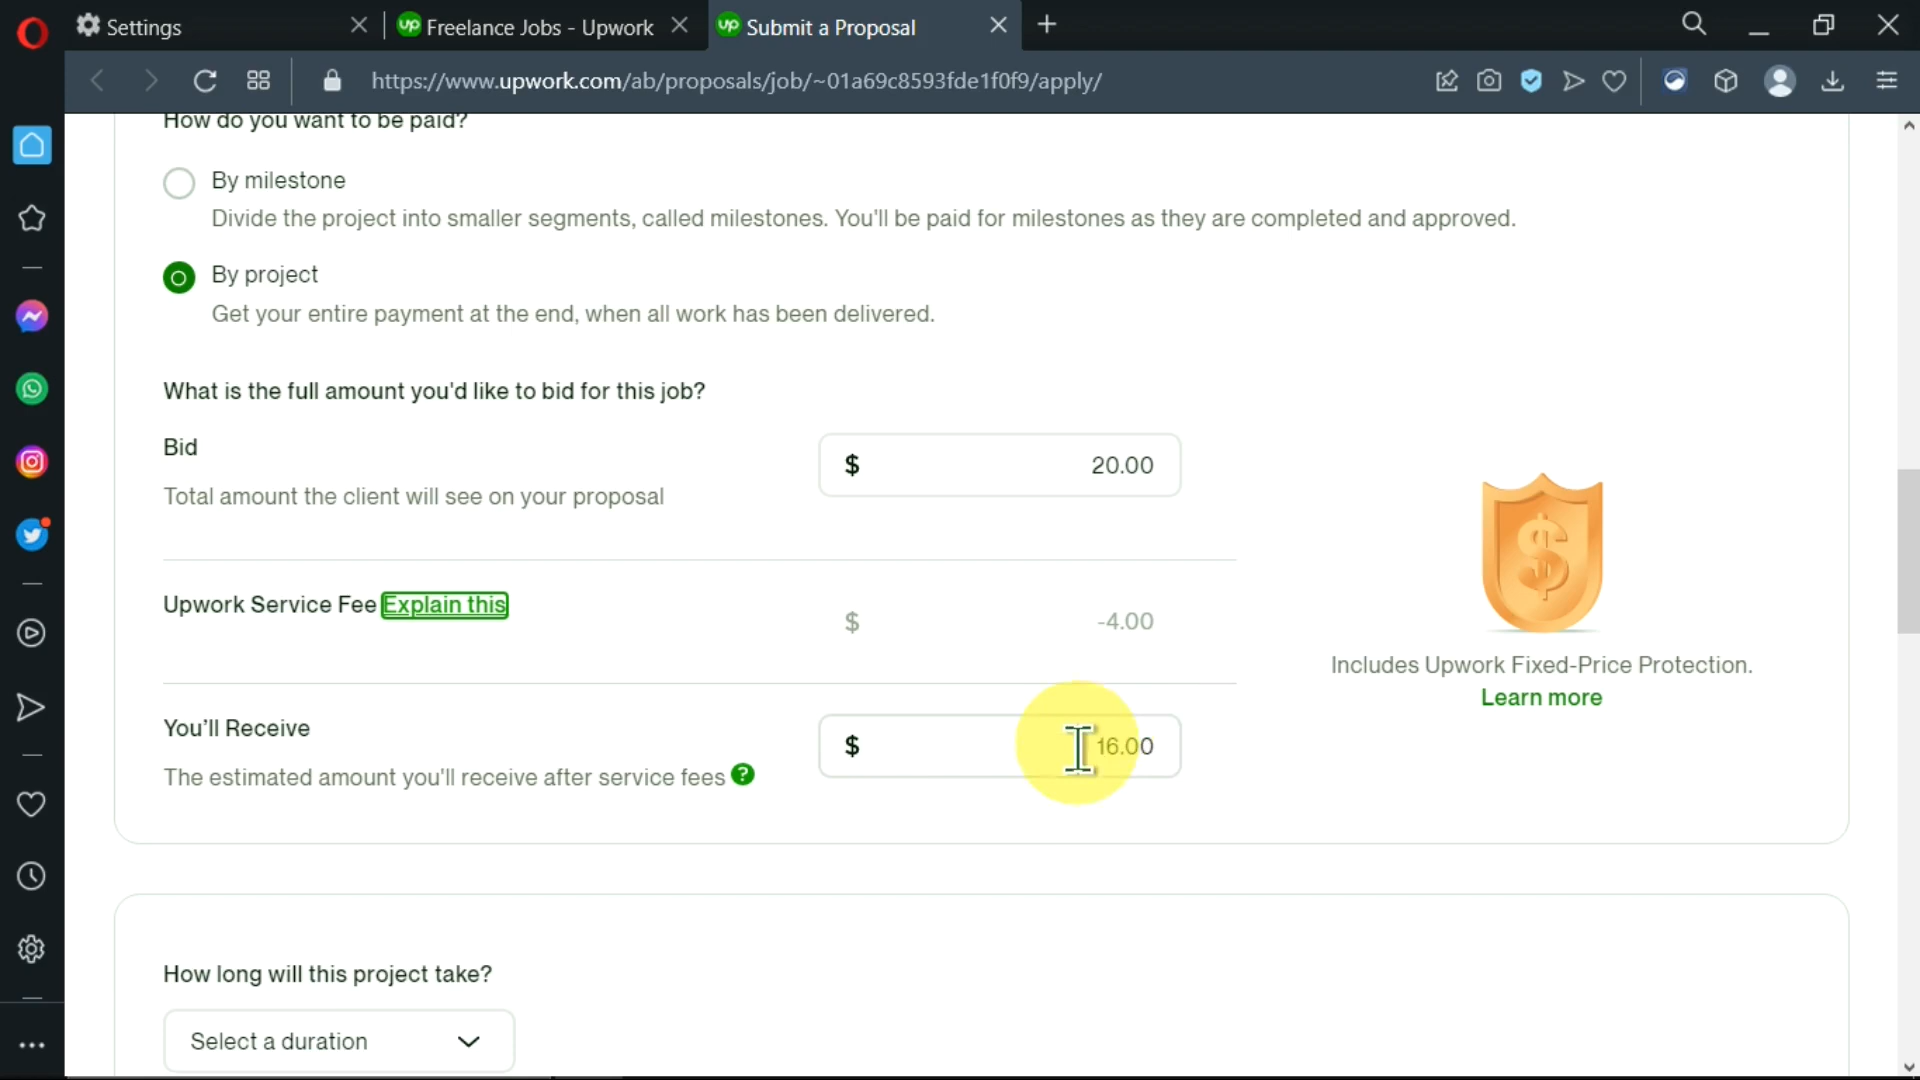 Settings
Freelance Jobs - Upwork
Submit a Proposal
https://www.upwork.com/ab/proposals/job/~01a69c8593fde1f0f9/apply/
How do you want to be paid?
By milestone
Divide the project into smaller segments, called milestones. You'll be paid for milestones as they are completed and approved.
By project
Get your entire payment at the end, when all work has been delivered.
What is the full amount you'd like to bid for this job?
Bid
$ 20.00
Total amount the client will see on your proposal
Upwork Service Fee Explain this
$ -4.00
Includes Upwork Fixed-Price Protection.
Learn more
You'll Receive
$ 16.00
The estimated amount you'll receive after service fees ?
How long will this project take?
Select a duration